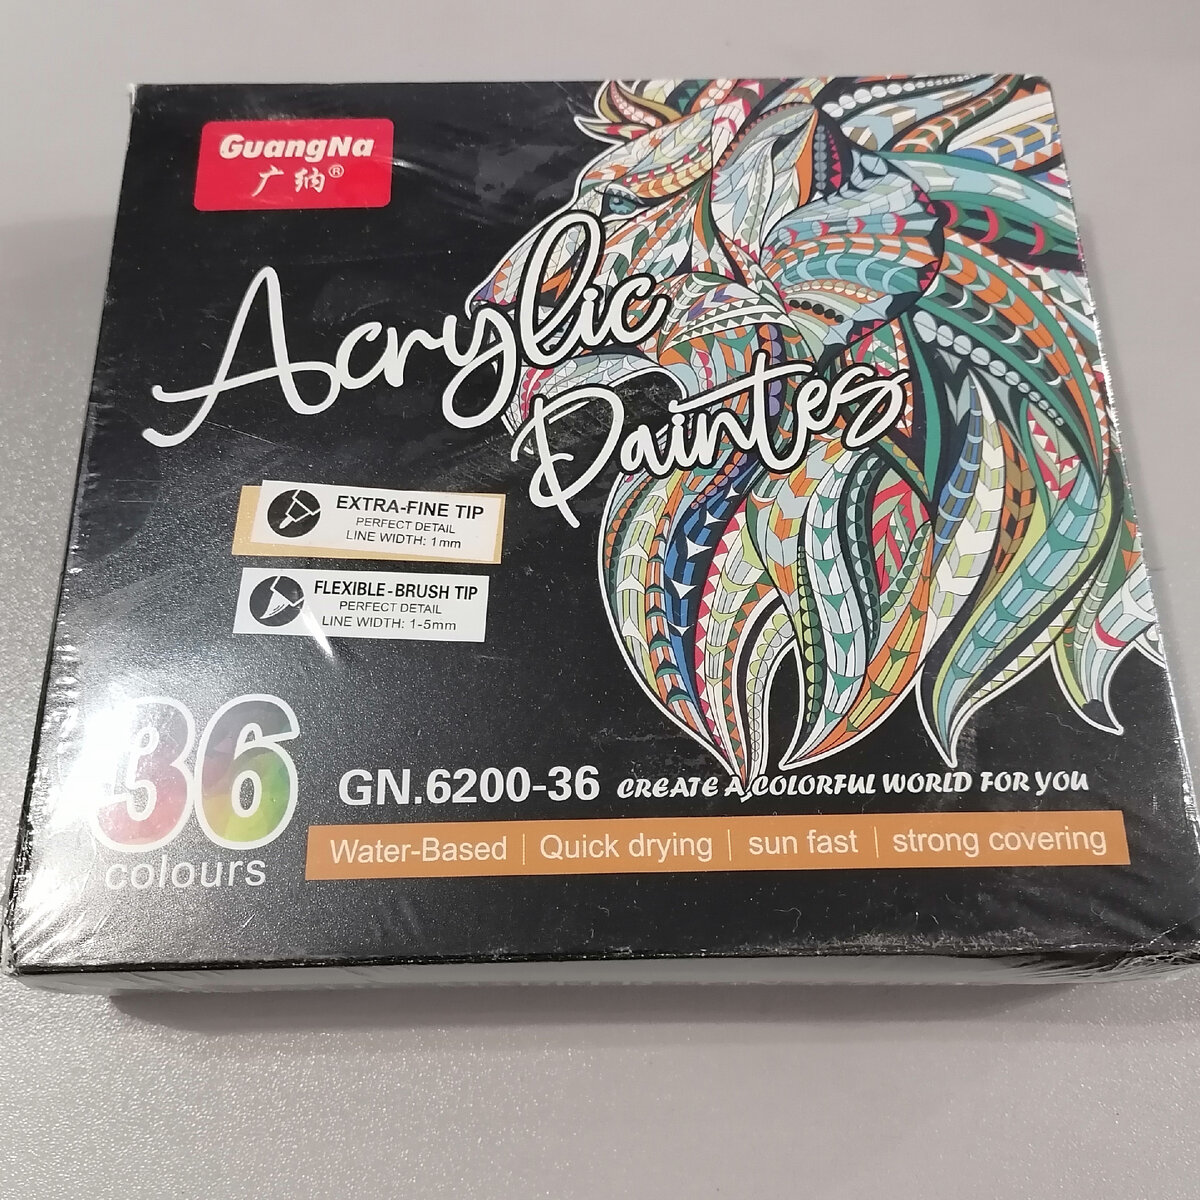 GuangNa
广纳®
Acrylic
Paintes
EXTRA-FINE TIP
PERFECT DETAIL
LINE WIDTH: 1mm
FLEXIBLE-BRUSH TIP
PERFECT DETAIL
LINE WIDTH: 1-5mm
36
colours
GN.6200-36 CREATE A COLORFUL WORLD FOR YOU
Water-Based | Quick drying | sun fast | strong covering